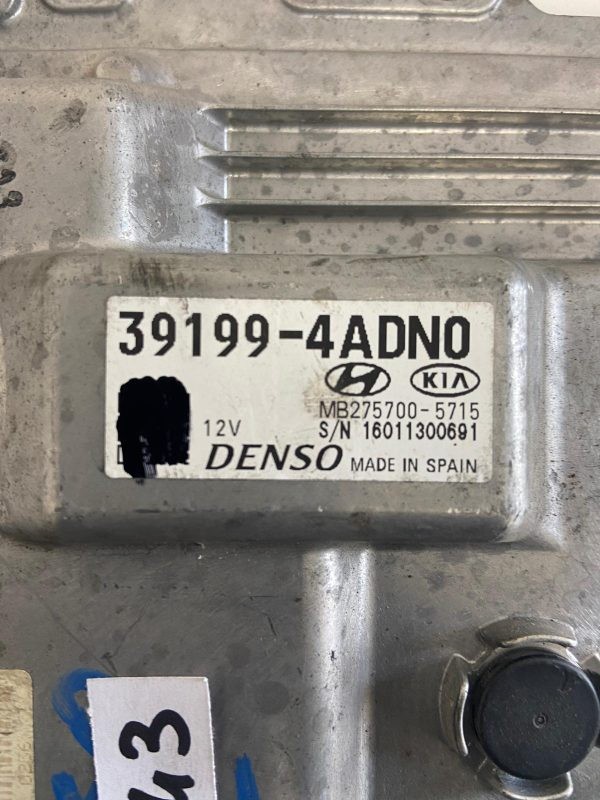 39199-4ADN0
KIA
MB275700-5715
12V
S/N 16011300691
DENSO MADE IN SPAIN
43